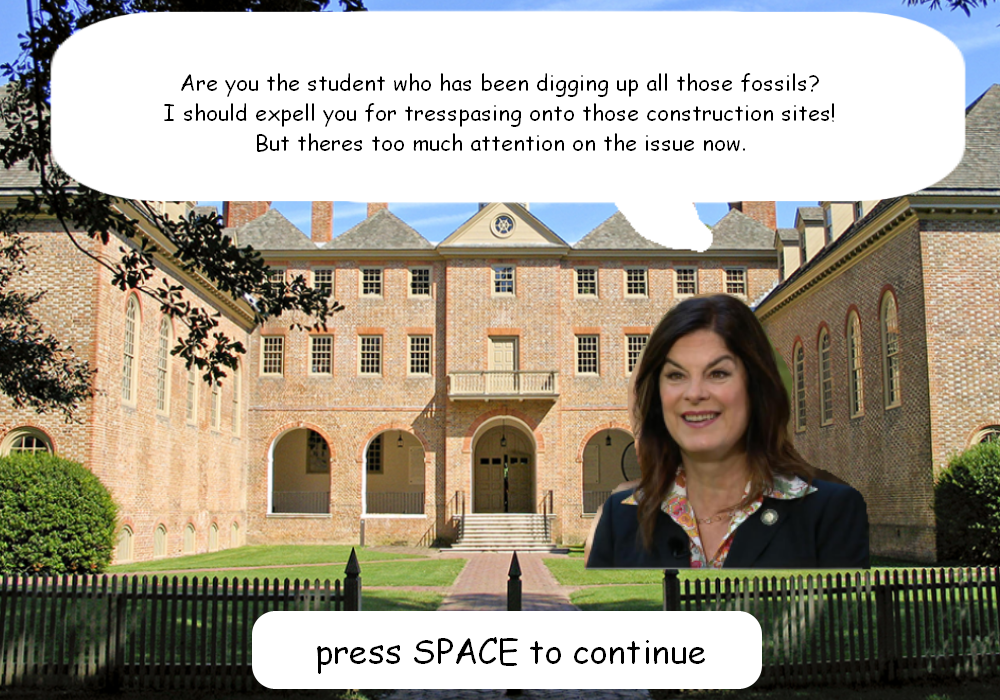 Are you the student who has been digging up all those fossils?
I should expell you for tresspasing onto those construction sites!
But theres too much attention on the issue now.
press SPACE to continue